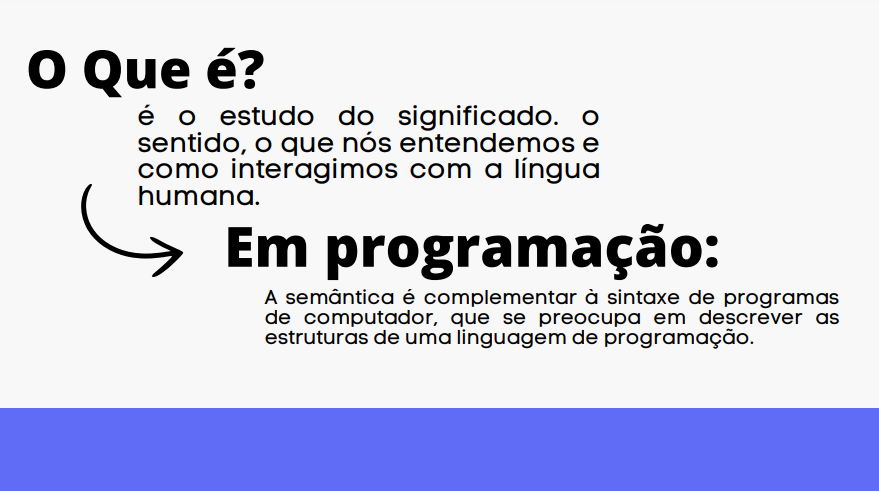 O Que é?
é o estudo do significado. o
sentido, o que nós entendemos e
como interagimos com a língua
humana.
Em programação:
A semântica é complementar à sintaxe de programas
de computador, que se preocupa em descrever as
estruturas de uma linguagem de programação.